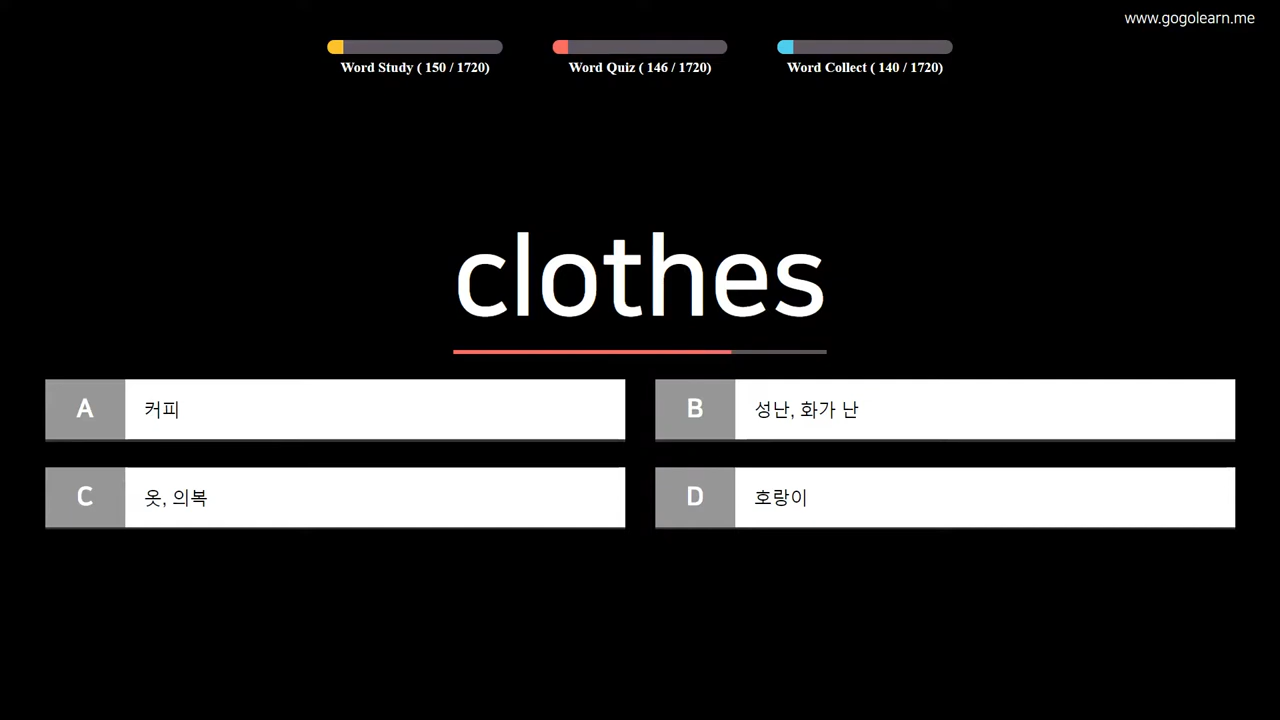 www.gogolearn.me
Word Study ( 150 / 1720)
Word Quiz ( 146 / 1720)
Word Collect ( 140 / 1720)
clothes
A 커피
B 성난, 화가 난
C 옷, 의복
D 호랑이